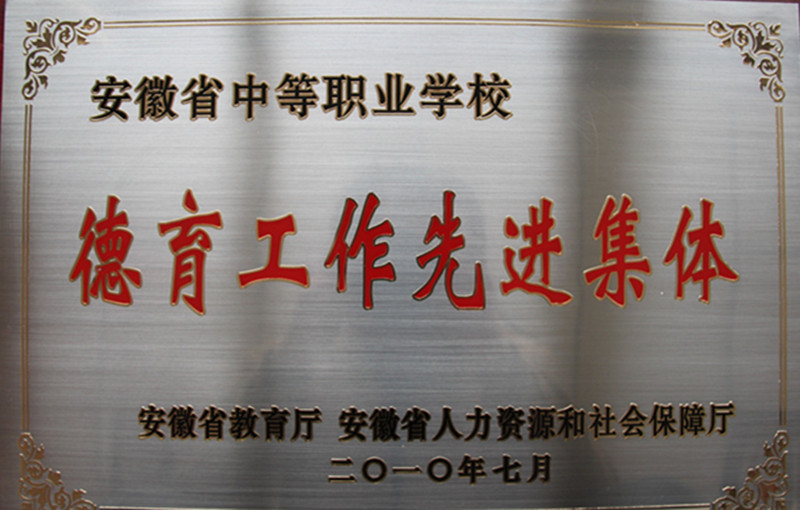 安徽省中等职业学校
德育工作先进集体
安徽省教育厅 安徽省人力资源和社会保障厅
二〇一〇年七月